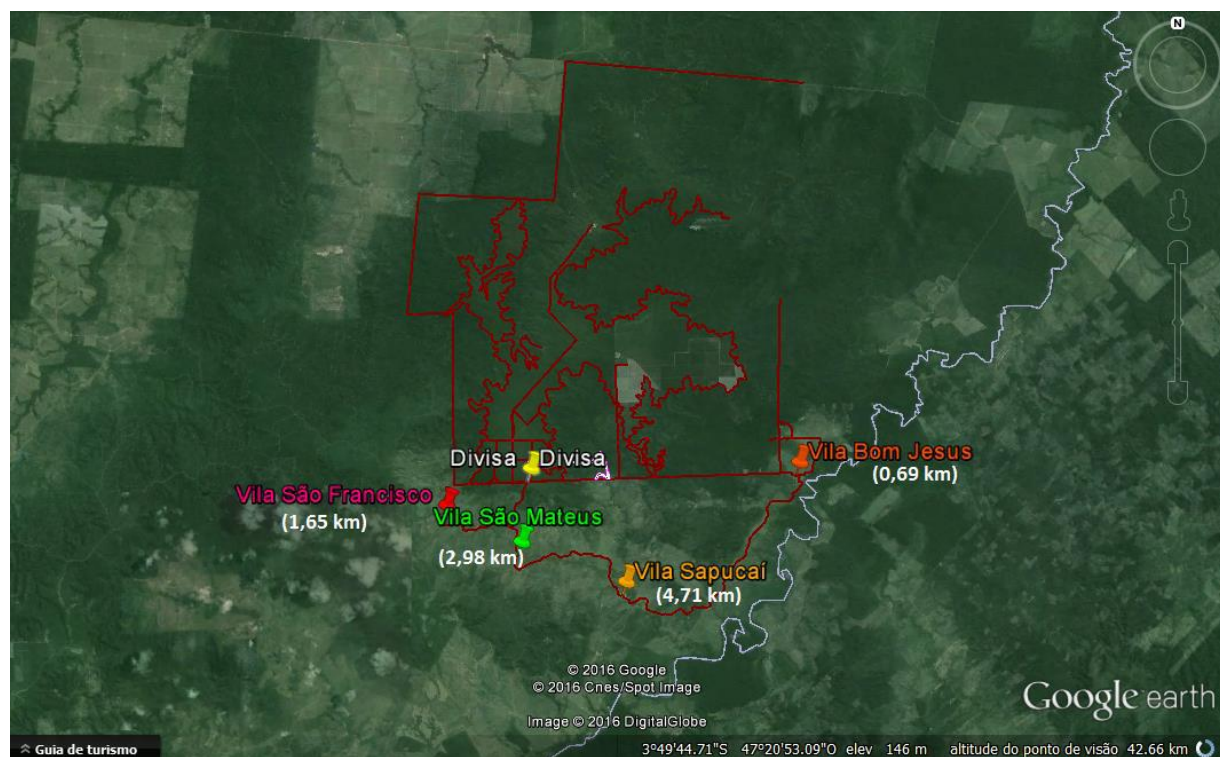 N
Divisa Divisa
Vila Bom Jesus
(0,69 km)
Vila São Francisco
(1,65 km)
Vila São Mateus
(2,98 km)
Vila Sapucaí
(4,71 km)
© 2016 Google
© 2016 Cnes/Spot Image
Image © 2016 DigitalGlobe
Google earth
Guia de turismo
3°49'44.71"S 47°20'53.09"O elev 146 m altitude do ponto de visão 42.66 km